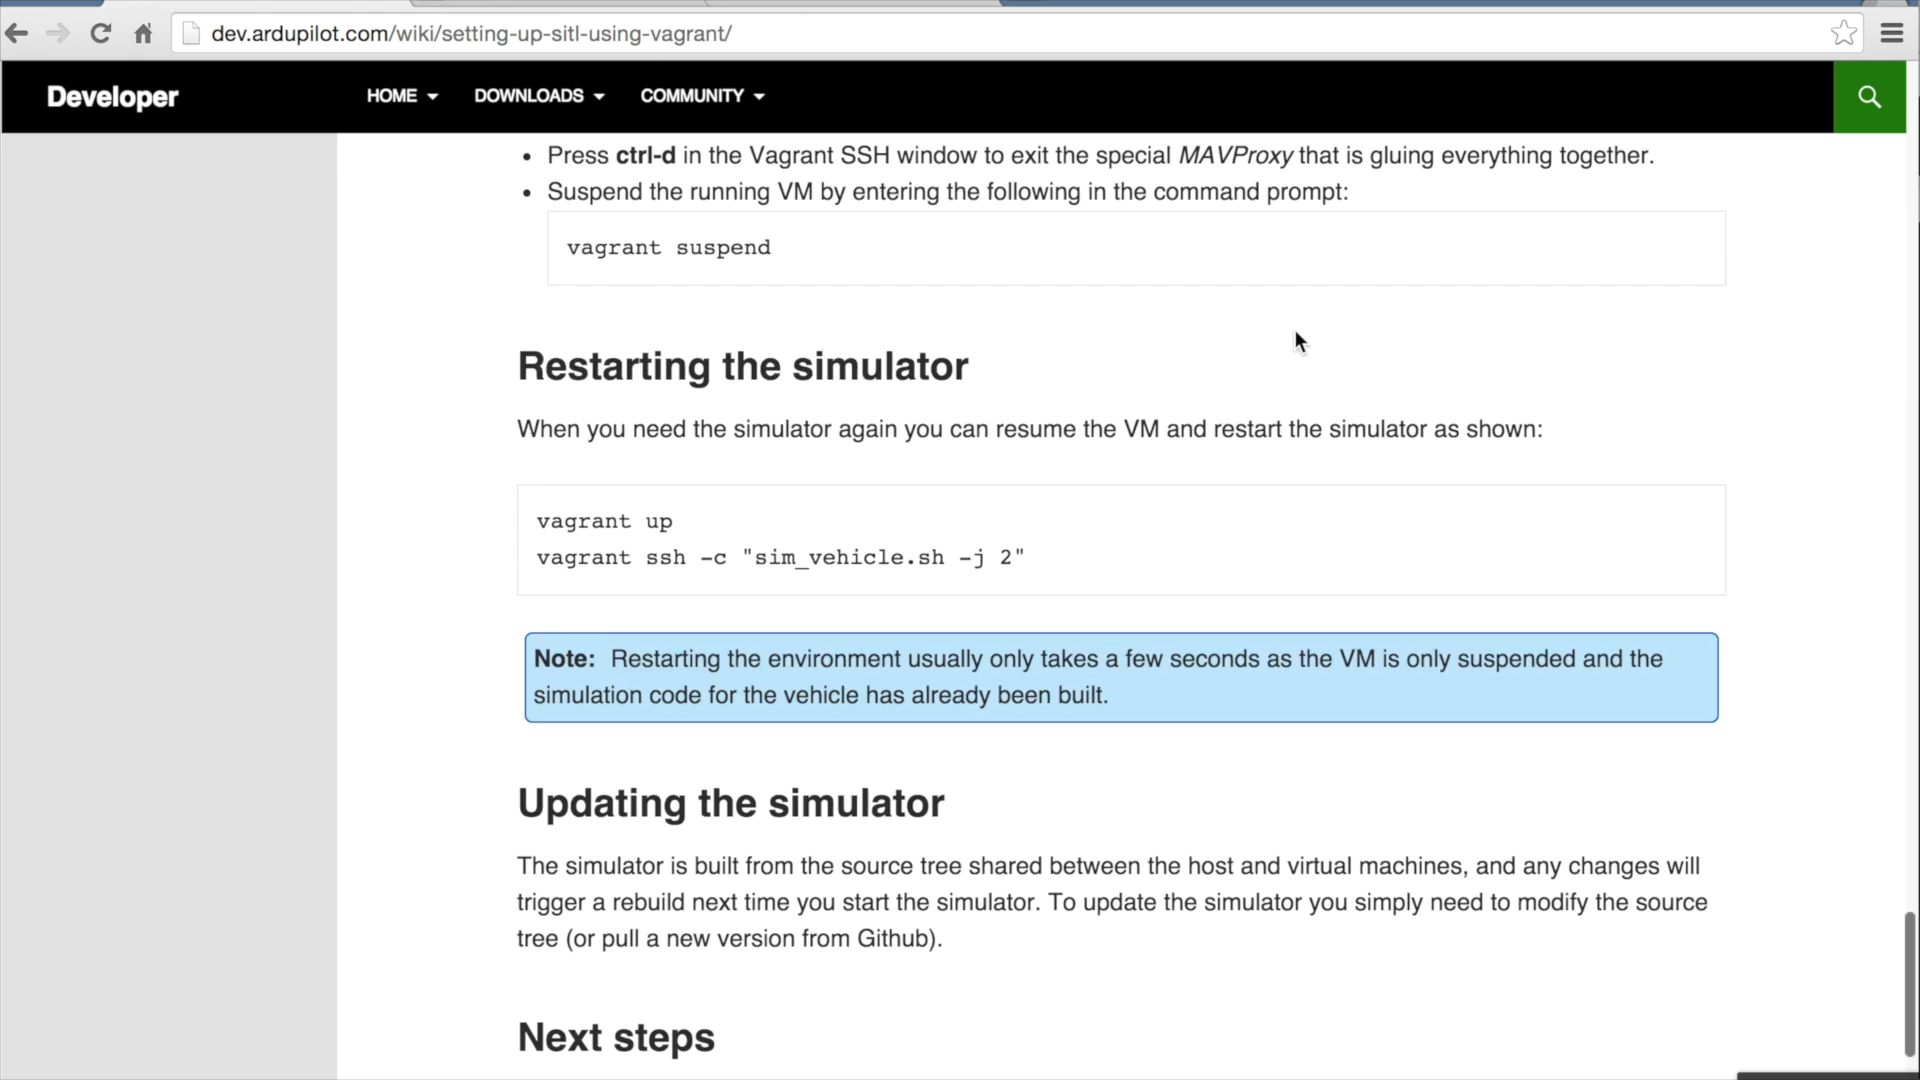 dev.ardupilot.com/wiki/setting-up-sitl-using-vagrant/
Developer
HOME
DOWNLOADS
COMMUNITY
Press ctrl-d in the Vagrant SSH window to exit the special MAVProxy that is gluing everything together.
Suspend the running VM by entering the following in the command prompt:
vagrant suspend
Restarting the simulator
When you need the simulator again you can resume the VM and restart the simulator as shown:
vagrant up
vagrant ssh -c "sim_vehicle.sh -j 2"
Note: Restarting the environment usually only takes a few seconds as the VM is only suspended and the
simulation code for the vehicle has already been built.
Updating the simulator
The simulator is built from the source tree shared between the host and virtual machines, and any changes will
trigger a rebuild next time you start the simulator. To update the simulator you simply need to modify the source
tree (or pull a new version from Github).
Next steps